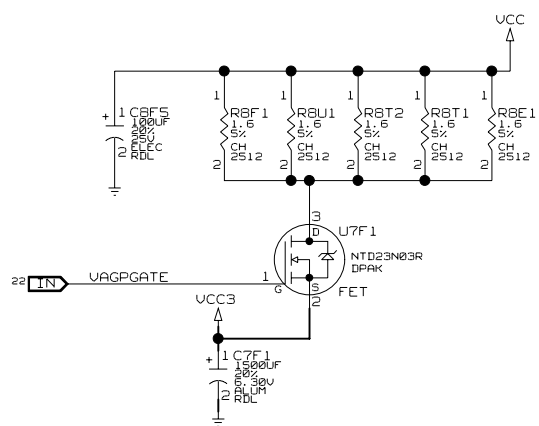 VCC
1 C8F5
100UF
20%
ELEC
2 RDL
1 R8F1
1.6
5%
CH
2 2512
1 R8U1
1.6
5%
CH
2 2512
1 R8T2
1.6
5%
CH
2 2512
1 R8T1
1.6
5%
CH
2 2512
1 R8E1
1.6
5%
CH
2 2512
3
D
U7F1
NTD23N03R
DPAK
FET
22 IN VAGPGATE 1
G
S
2
VCC3
+ 1 C7F1
1500UF
20%
6.30V
ALUM
2 RDL